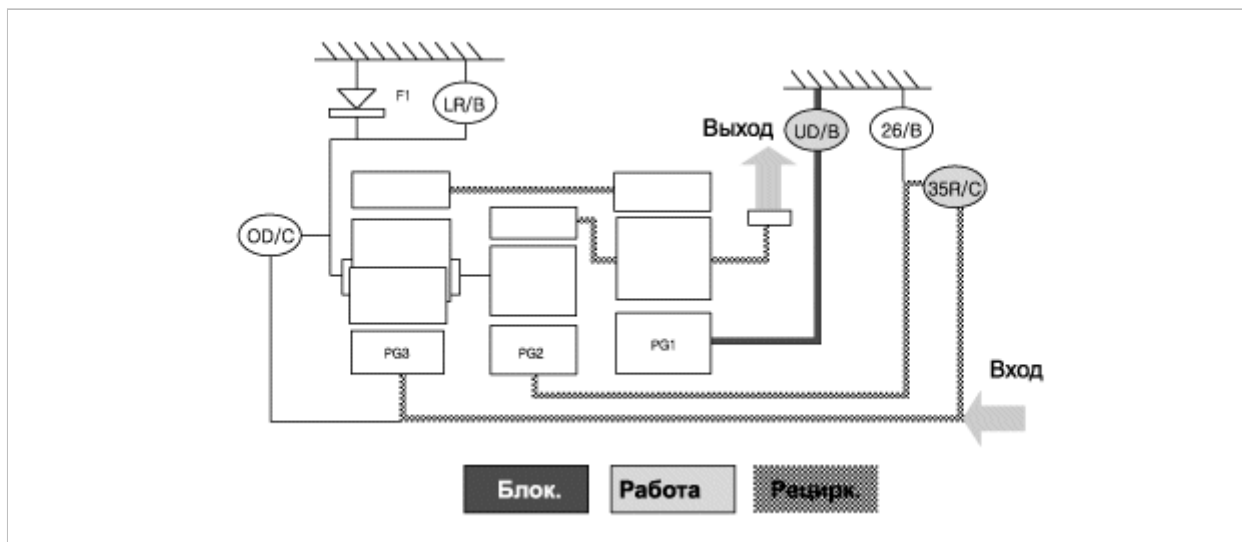 F1
LR/B
Выход
UD/B
26/B
35R/C
OD/C
PG3
PG2
PG1
Вход
Блок.
Работа
Рецирк.